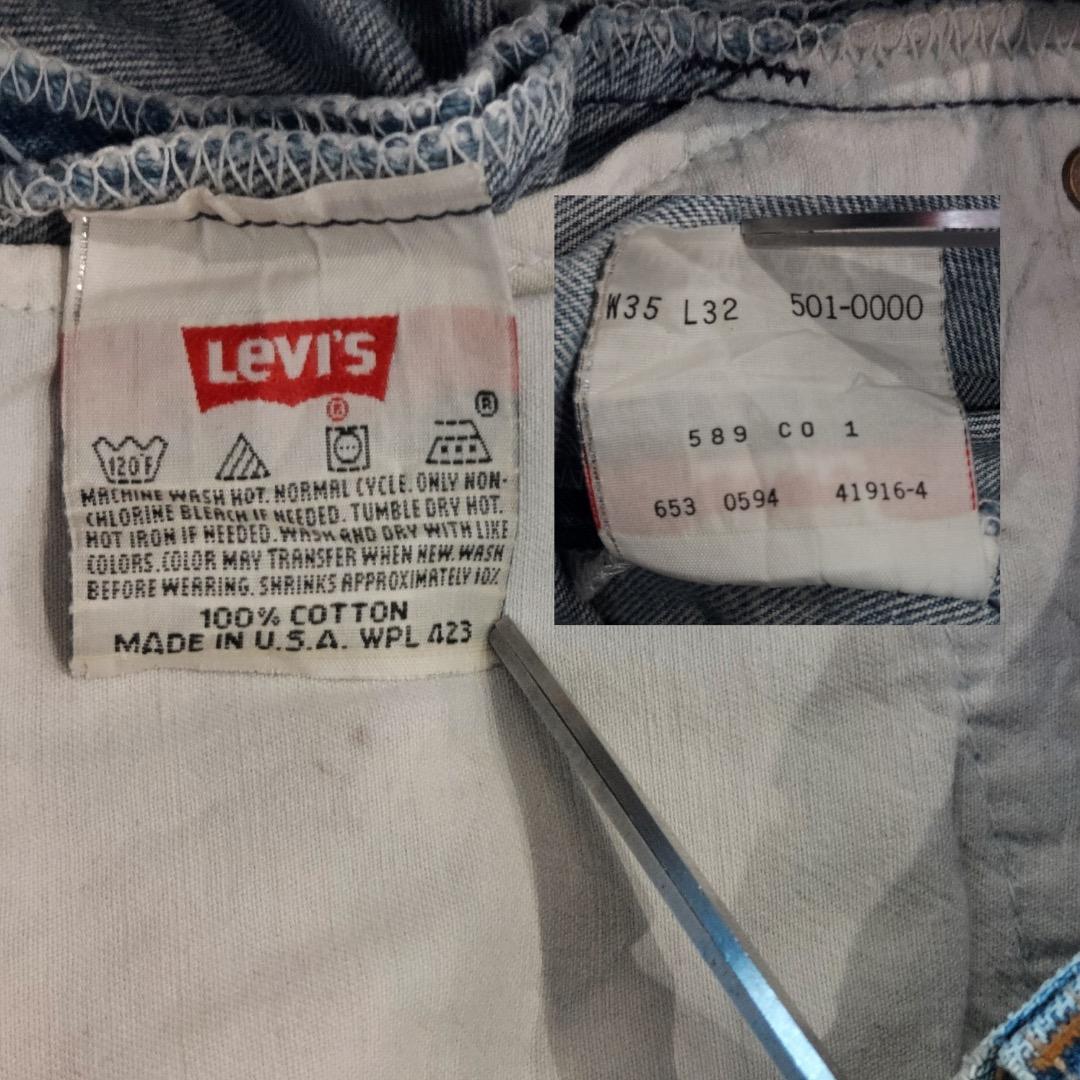 LEVI'S
®
®
120°F
MACHINE WASH HOT. NORMAL CYCLE. ONLY NON-
CHLORINE BLEACH IF NEEDED. TUMBLE DRY HOT.
HOT IRON IF NEEDED. WASH AND DRY WITH LIKE
COLORS. COLOR MAY TRANSFER WHEN NEW. WASH
BEFORE WEARING. SHRINKS APPROXIMATELY 10%
100% COTTON
MADE IN U.S.A. WPL 423
W35 L32 501-0000
589 CO 1
653 0594 41916-4